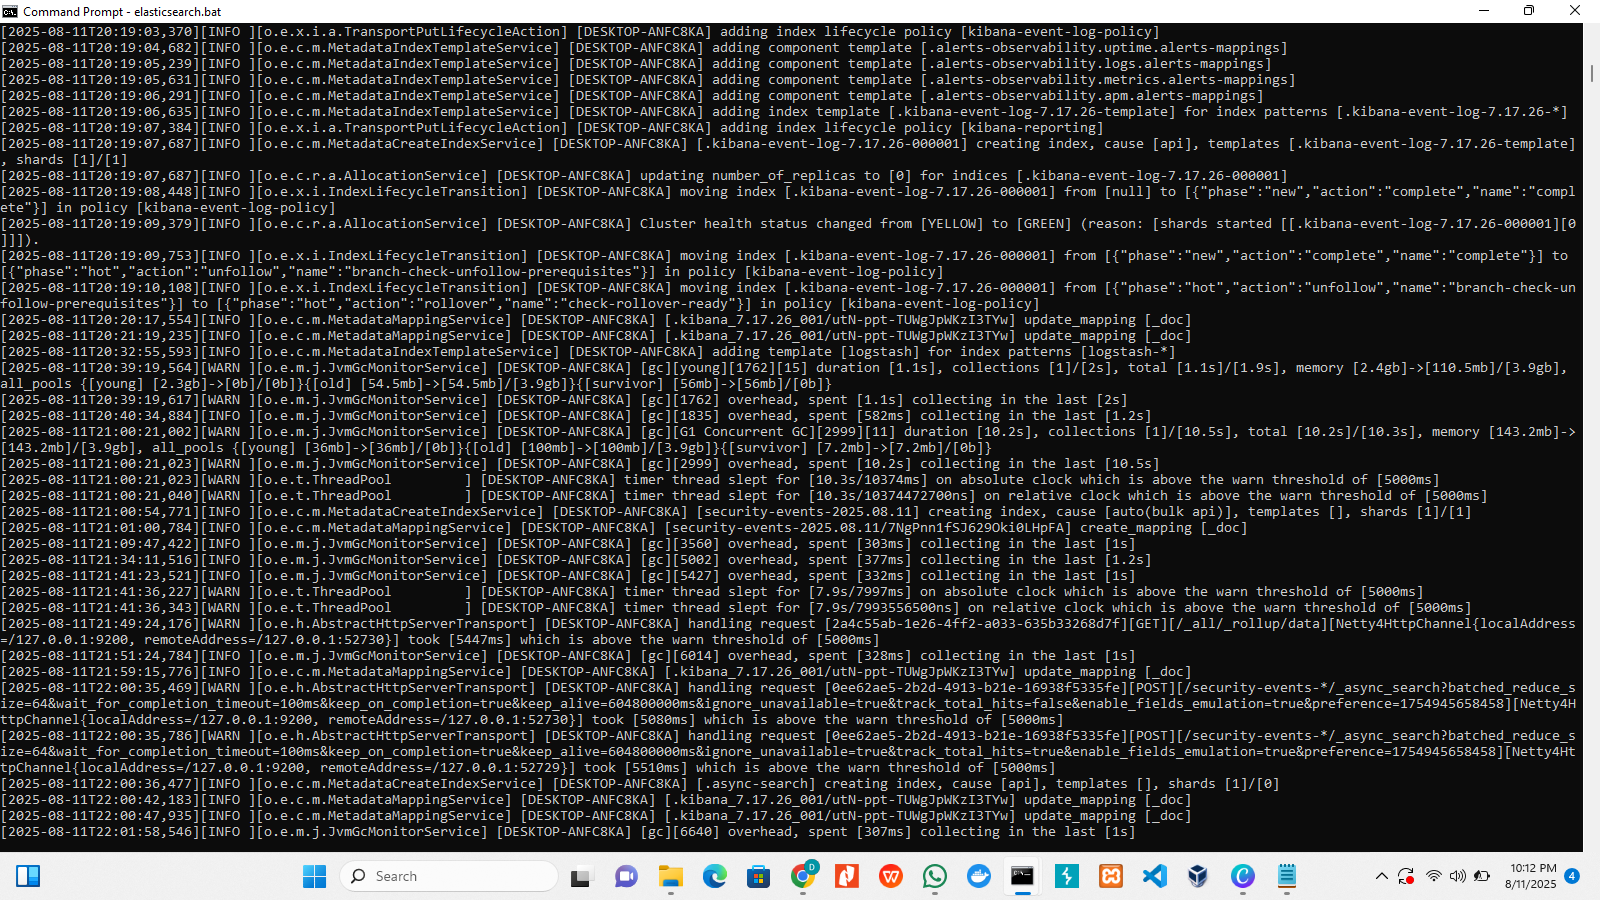 Command Prompt - elasticsearch.bat
[2025-08-11T20:19:03,370][INFO ][o.e.x.i.a.TransportPutLifecycleAction] [DESKTOP-ANFC8KA] adding index lifecycle policy [kibana-event-log-policy]
[2025-08-11T20:19:04,682][INFO ][o.e.c.m.MetadataIndexTemplateService] [DESKTOP-ANFC8KA] adding component template [.alerts-observability.uptime.alerts-mappings]
[2025-08-11T20:19:05,239][INFO ][o.e.c.m.MetadataIndexTemplateService] [DESKTOP-ANFC8KA] adding component template [.alerts-observability.logs.alerts-mappings]
[2025-08-11T20:19:05,631][INFO ][o.e.c.m.MetadataIndexTemplateService] [DESKTOP-ANFC8KA] adding component template [.alerts-observability.metrics.alerts-mappings]
[2025-08-11T20:19:06,291][INFO ][o.e.c.m.MetadataIndexTemplateService] [DESKTOP-ANFC8KA] adding component template [.alerts-observability.apm.alerts-mappings]
[2025-08-11T20:19:06,635][INFO ][o.e.c.m.MetadataIndexTemplateService] [DESKTOP-ANFC8KA] adding index template [.kibana-event-log-7.17.26-template] for index patterns [.kibana-event-log-7.17.26-*]
[2025-08-11T20:19:07,384][INFO ][o.e.x.i.a.TransportPutLifecycleAction] [DESKTOP-ANFC8KA] adding index lifecycle policy [kibana-reporting]
[2025-08-11T20:19:07,687][INFO ][o.e.c.m.MetadataCreateIndexService] [DESKTOP-ANFC8KA] [.kibana-event-log-7.17.26-000001] creating index, cause [api], templates [.kibana-event-log-7.17.26-template]
, shards [1]/[1]
[2025-08-11T20:19:07,687][INFO ][o.e.c.r.a.AllocationService] [DESKTOP-ANFC8KA] updating number_of_replicas to [0] for indices [.kibana-event-log-7.17.26-000001]
[2025-08-11T20:19:08,448][INFO ][o.e.x.i.IndexLifecycleTransition] [DESKTOP-ANFC8KA] moving index [.kibana-event-log-7.17.26-000001] from [null] to [{"phase":"new","action":"complete","name":"compl
ete"}] in policy [kibana-event-log-policy]
[2025-08-11T20:19:09,379][INFO ][o.e.c.r.a.AllocationService] [DESKTOP-ANFC8KA] Cluster health status changed from [YELLOW] to [GREEN] (reason: [shards started [[.kibana-event-log-7.17.26-000001][0
]]]).
[2025-08-11T20:19:09,753][INFO ][o.e.x.i.IndexLifecycleTransition] [DESKTOP-ANFC8KA] moving index [.kibana-event-log-7.17.26-000001] from [{"phase":"new","action":"complete","name":"complete"}] to
[{"phase":"hot","action":"unfollow","name":"branch-check-unfollow-prerequisites"}] in policy [kibana-event-log-policy]
[2025-08-11T20:19:10,108][INFO ][o.e.x.i.IndexLifecycleTransition] [DESKTOP-ANFC8KA] moving index [.kibana-event-log-7.17.26-000001] from [{"phase":"hot","action":"unfollow","name":"branch-check-un
follow-prerequisites"}] to [{"phase":"hot","action":"rollover","name":"check-rollover-ready"}] in policy [kibana-event-log-policy]
[2025-08-11T20:20:17,554][INFO ][o.e.c.m.MetadataMappingService] [DESKTOP-ANFC8KA] [.kibana_7.17.26_001/utN-ppt-TUWgJpWKzI3TYw] update_mapping [_doc]
[2025-08-11T20:21:19,235][INFO ][o.e.c.m.MetadataMappingService] [DESKTOP-ANFC8KA] [.kibana_7.17.26_001/utN-ppt-TUWgJpWKzI3TYw] update_mapping [_doc]
[2025-08-11T20:32:55,593][INFO ][o.e.c.m.MetadataIndexTemplateService] [DESKTOP-ANFC8KA] adding template [logstash] for index patterns [logstash-*]
[2025-08-11T20:39:19,564][WARN ][o.e.m.j.JvmGcMonitorService] [DESKTOP-ANFC8KA] [gc][young][1762][15] duration [1.1s], collections [1]/[2s], total [1.1s]/[1.9s], memory [2.4gb]->[110.5mb]/[3.9gb],
all_pools {[young] [2.3gb]->[0b]/[0b]}{[old] [54.5mb]->[54.5mb]/[3.9gb]}{[survivor] [56mb]->[56mb]/[0b]}
[2025-08-11T20:39:19,617][WARN ][o.e.m.j.JvmGcMonitorService] [DESKTOP-ANFC8KA] [gc][1762] overhead, spent [1.1s] collecting in the last [2s]
[2025-08-11T20:40:34,884][INFO ][o.e.m.j.JvmGcMonitorService] [DESKTOP-ANFC8KA] [gc][1835] overhead, spent [582ms] collecting in the last [1.2s]
[2025-08-11T21:00:21,002][WARN ][o.e.m.j.JvmGcMonitorService] [DESKTOP-ANFC8KA] [gc][G1 Concurrent GC][2999][11] duration [10.2s], collections [1]/[10.5s], total [10.2s]/[10.3s], memory [143.2mb]->
[143.2mb]/[3.9gb], all_pools {[young] [36mb]->[36mb]/[0b]}{[old] [100mb]->[100mb]/[3.9gb]}{[survivor] [7.2mb]->[7.2mb]/[0b]}
[2025-08-11T21:00:21,023][WARN ][o.e.m.j.JvmGcMonitorService] [DESKTOP-ANFC8KA] [gc][2999] overhead, spent [10.2s] collecting in the last [10.5s]
[2025-08-11T21:00:21,023][WARN ][o.e.t.ThreadPool         ] [DESKTOP-ANFC8KA] timer thread slept for [10.3s/10374ms] on absolute clock which is above the warn threshold of [5000ms]
[2025-08-11T21:00:21,040][WARN ][o.e.t.ThreadPool         ] [DESKTOP-ANFC8KA] timer thread slept for [10.3s/10374472700ns] on relative clock which is above the warn threshold of [5000ms]
[2025-08-11T21:00:54,771][INFO ][o.e.c.m.MetadataCreateIndexService] [DESKTOP-ANFC8KA] [security-events-2025.08.11] creating index, cause [auto(bulk api)], templates [], shards [1]/[1]
[2025-08-11T21:01:00,784][INFO ][o.e.c.m.MetadataMappingService] [DESKTOP-ANFC8KA] [security-events-2025.08.11/7NgPnn1fSJ629Oki0LHpFA] create_mapping [_doc]
[2025-08-11T21:09:47,422][INFO ][o.e.m.j.JvmGcMonitorService] [DESKTOP-ANFC8KA] [gc][3560] overhead, spent [303ms] collecting in the last [1s]
[2025-08-11T21:34:11,516][INFO ][o.e.m.j.JvmGcMonitorService] [DESKTOP-ANFC8KA] [gc][5002] overhead, spent [377ms] collecting in the last [1.2s]
[2025-08-11T21:41:23,521][INFO ][o.e.m.j.JvmGcMonitorService] [DESKTOP-ANFC8KA] [gc][5427] overhead, spent [332ms] collecting in the last [1s]
[2025-08-11T21:41:36,227][WARN ][o.e.t.ThreadPool         ] [DESKTOP-ANFC8KA] timer thread slept for [7.9s/7997ms] on absolute clock which is above the warn threshold of [5000ms]
[2025-08-11T21:41:36,343][WARN ][o.e.t.ThreadPool         ] [DESKTOP-ANFC8KA] timer thread slept for [7.9s/7993556500ns] on relative clock which is above the warn threshold of [5000ms]
[2025-08-11T21:49:24,176][WARN ][o.e.h.AbstractHttpServerTransport] [DESKTOP-ANFC8KA] handling request [2a4c55ab-1e26-4ff2-a033-635b33268d7f][GET][/_all/_rollup/data][Netty4HttpChannel{localAddress
=/127.0.0.1:9200, remoteAddress=/127.0.0.1:52730}] took [5447ms] which is above the warn threshold of [5000ms]
[2025-08-11T21:51:24,784][INFO ][o.e.m.j.JvmGcMonitorService] [DESKTOP-ANFC8KA] [gc][6014] overhead, spent [328ms] collecting in the last [1s]
[2025-08-11T21:59:15,776][INFO ][o.e.c.m.MetadataMappingService] [DESKTOP-ANFC8KA] [.kibana_7.17.26_001/utN-ppt-TUWgJpWKzI3TYw] update_mapping [_doc]
[2025-08-11T22:00:35,469][WARN ][o.e.h.AbstractHttpServerTransport] [DESKTOP-ANFC8KA] handling request [0ee62ae5-2b2d-4913-b21e-16938f5335fe][POST][/security-events-*/_async_search?batched_reduce_s
ize=64&wait_for_completion_timeout=100ms&keep_on_completion=true&keep_alive=604800000ms&ignore_unavailable=true&track_total_hits=false&enable_fields_emulation=true&preference=1754945658458][Netty4H
ttpChannel{localAddress=/127.0.0.1:9200, remoteAddress=/127.0.0.1:52730}] took [5080ms] which is above the warn threshold of [5000ms]
[2025-08-11T22:00:35,786][WARN ][o.e.h.AbstractHttpServerTransport] [DESKTOP-ANFC8KA] handling request [0ee62ae5-2b2d-4913-b21e-16938f5335fe][POST][/security-events-*/_async_search?batched_reduce_s
ize=64&wait_for_completion_timeout=100ms&keep_on_completion=true&keep_alive=604800000ms&ignore_unavailable=true&track_total_hits=true&enable_fields_emulation=true&preference=1754945658458][Netty4Ht
tpChannel{localAddress=/127.0.0.1:9200, remoteAddress=/127.0.0.1:52729}] took [5510ms] which is above the warn threshold of [5000ms]
[2025-08-11T22:00:36,477][INFO ][o.e.c.m.MetadataCreateIndexService] [DESKTOP-ANFC8KA] [.async-search] creating index, cause [api], templates [], shards [1]/[0]
[2025-08-11T22:00:42,183][INFO ][o.e.c.m.MetadataMappingService] [DESKTOP-ANFC8KA] [.kibana_7.17.26_001/utN-ppt-TUWgJpWKzI3TYw] update_mapping [_doc]
[2025-08-11T22:00:47,935][INFO ][o.e.c.m.MetadataMappingService] [DESKTOP-ANFC8KA] [.kibana_7.17.26_001/utN-ppt-TUWgJpWKzI3TYw] update_mapping [_doc]
[2025-08-11T22:01:58,546][INFO ][o.e.m.j.JvmGcMonitorService] [DESKTOP-ANFC8KA] [gc][6640] overhead, spent [307ms] collecting in the last [1s]
Search
D
10:12 PM
8/11/2025
4